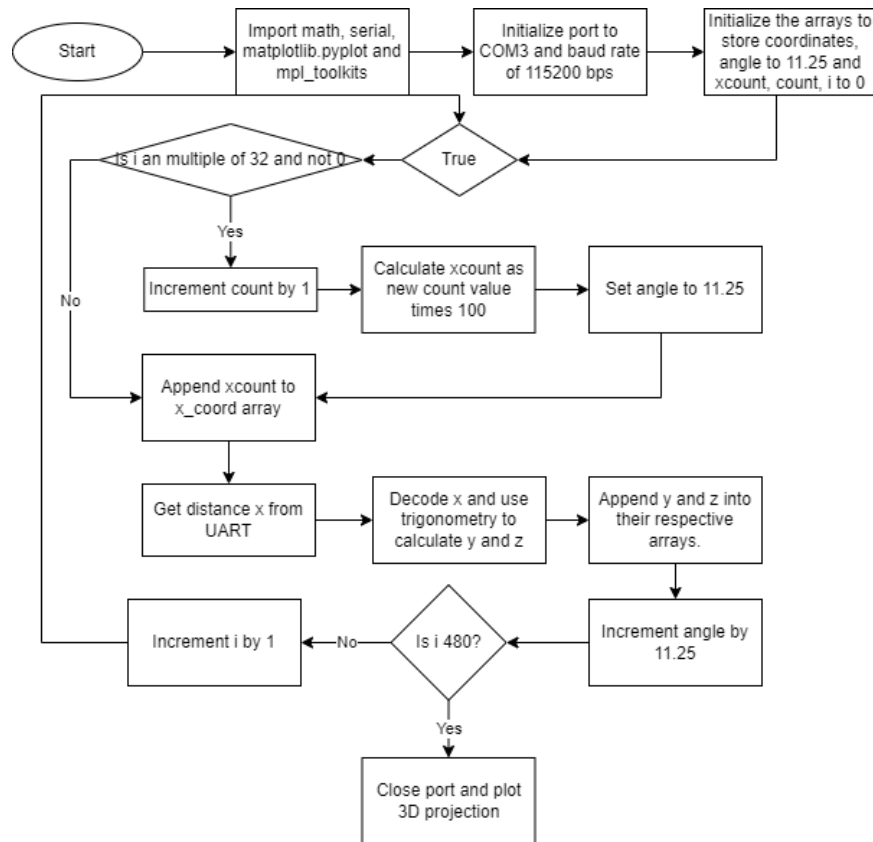 Start
Import math, serial,
matplotlib.pyplot and
mpl_toolkits
Initialize port to
COM3 and baud rate
of 115200 bps
Initialize the arrays to
store coordinates,
angle to 11.25 and
xcount, count, i to 0
True
Is i an multiple of 32 and not 0
Yes
No
Increment count by 1
Calculate xcount as
new count value
times 100
Set angle to 11.25
Append xcount to
x_coord array
Get distance x from
UART
Decode x and use
trigonometry to
calculate y and z
Append y and z into
their respective
arrays.
Increment angle by
11.25
Is i 480?
No
Increment i by 1
Yes
Close port and plot
3D projection